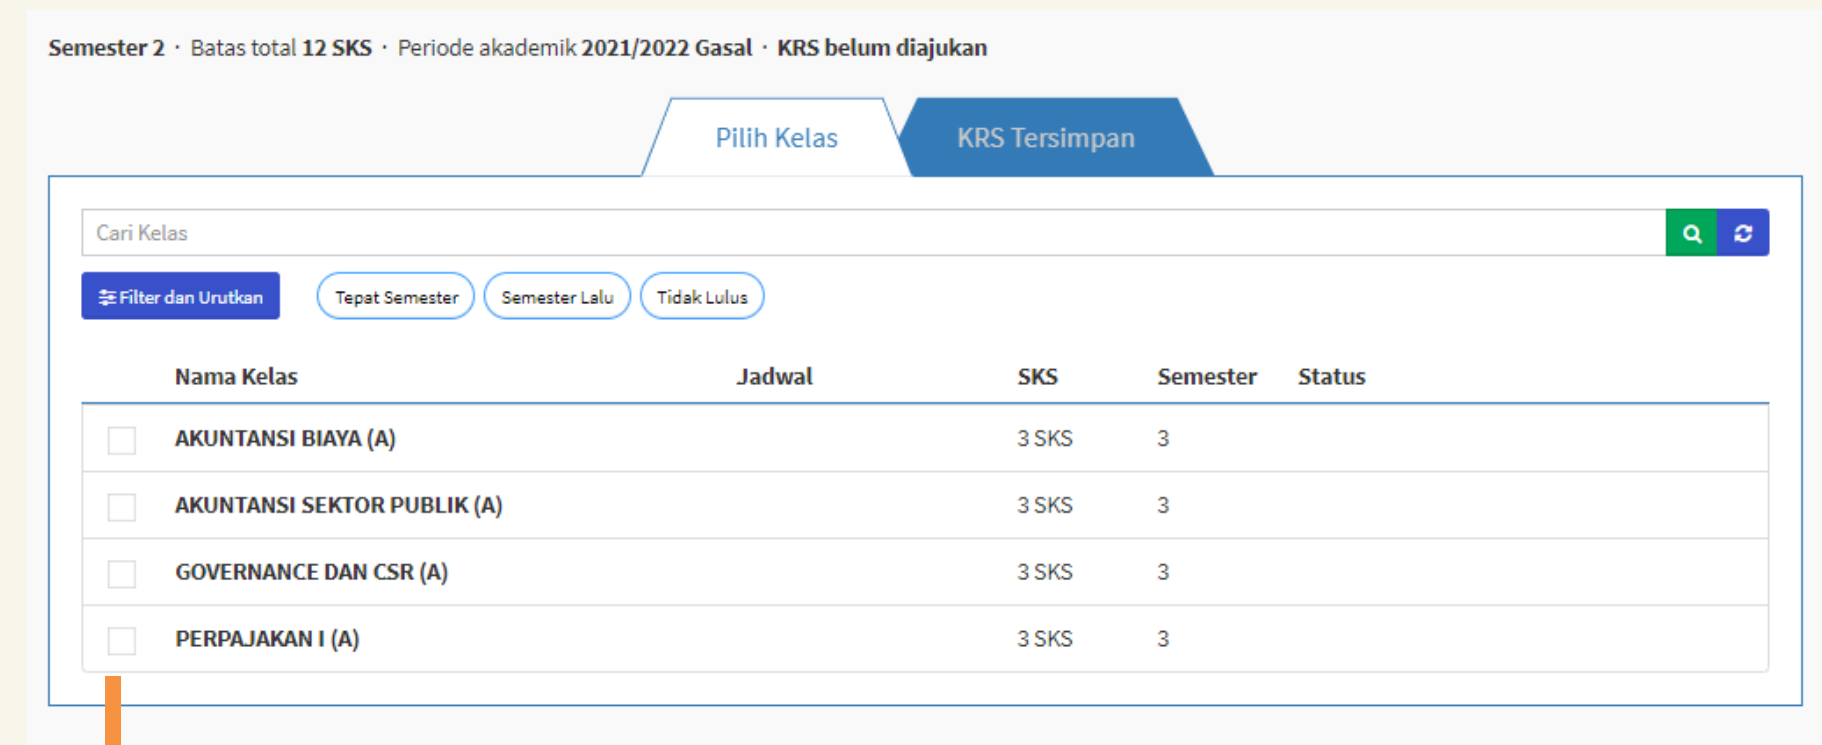 Semester 2 · Batas total 12 SKS · Periode akademik 2021/2022 Gasal · KRS belum diajukan
Pilih Kelas KRS Tersimpan
Cari Kelas
Filter dan Urutkan Tepat Semester Semester Lalu Tidak Lulus
Nama Kelas Jadwal SKS Semester Status
AKUNTANSI BIAYA (A) 3 SKS 3
AKUNTANSI SEKTOR PUBLIK (A) 3 SKS 3
GOVERNANCE DAN CSR (A) 3 SKS 3
PERPAJAKAN I (A) 3 SKS 3